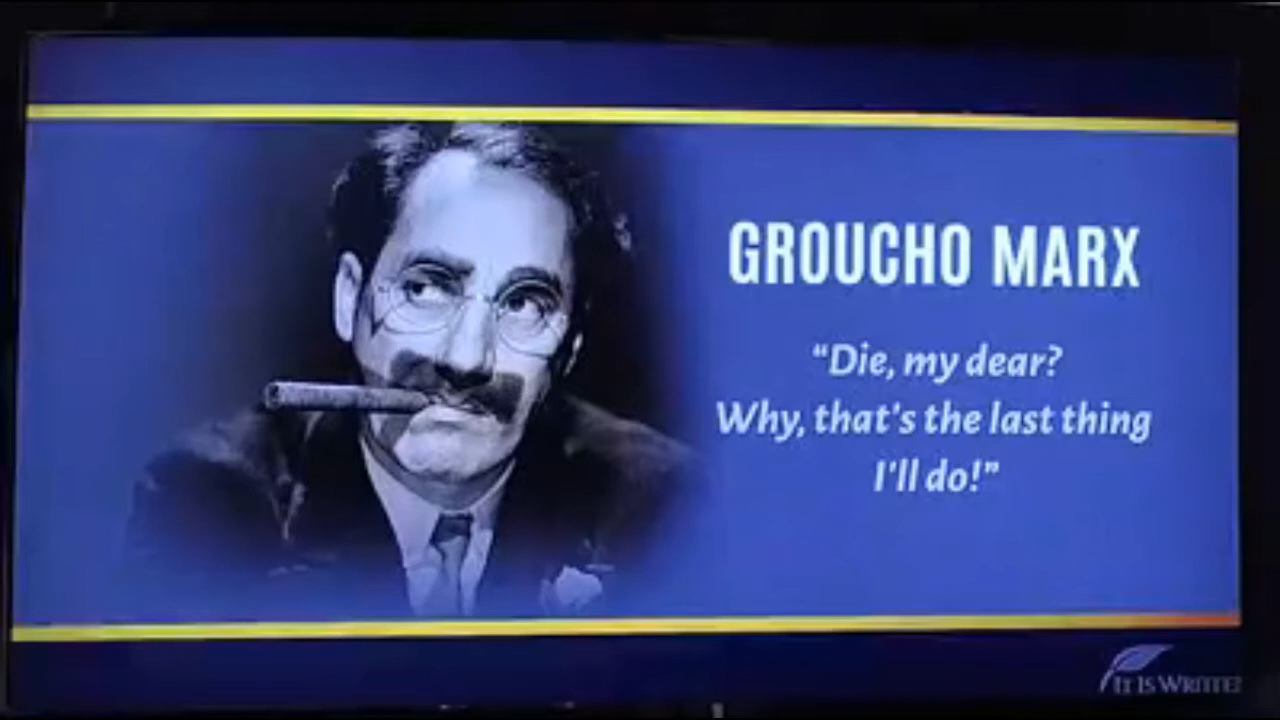 GROUCHO MARX
“Die, my dear?
Why, that's the last thing
I'll do!”
IT IS WRITTEN